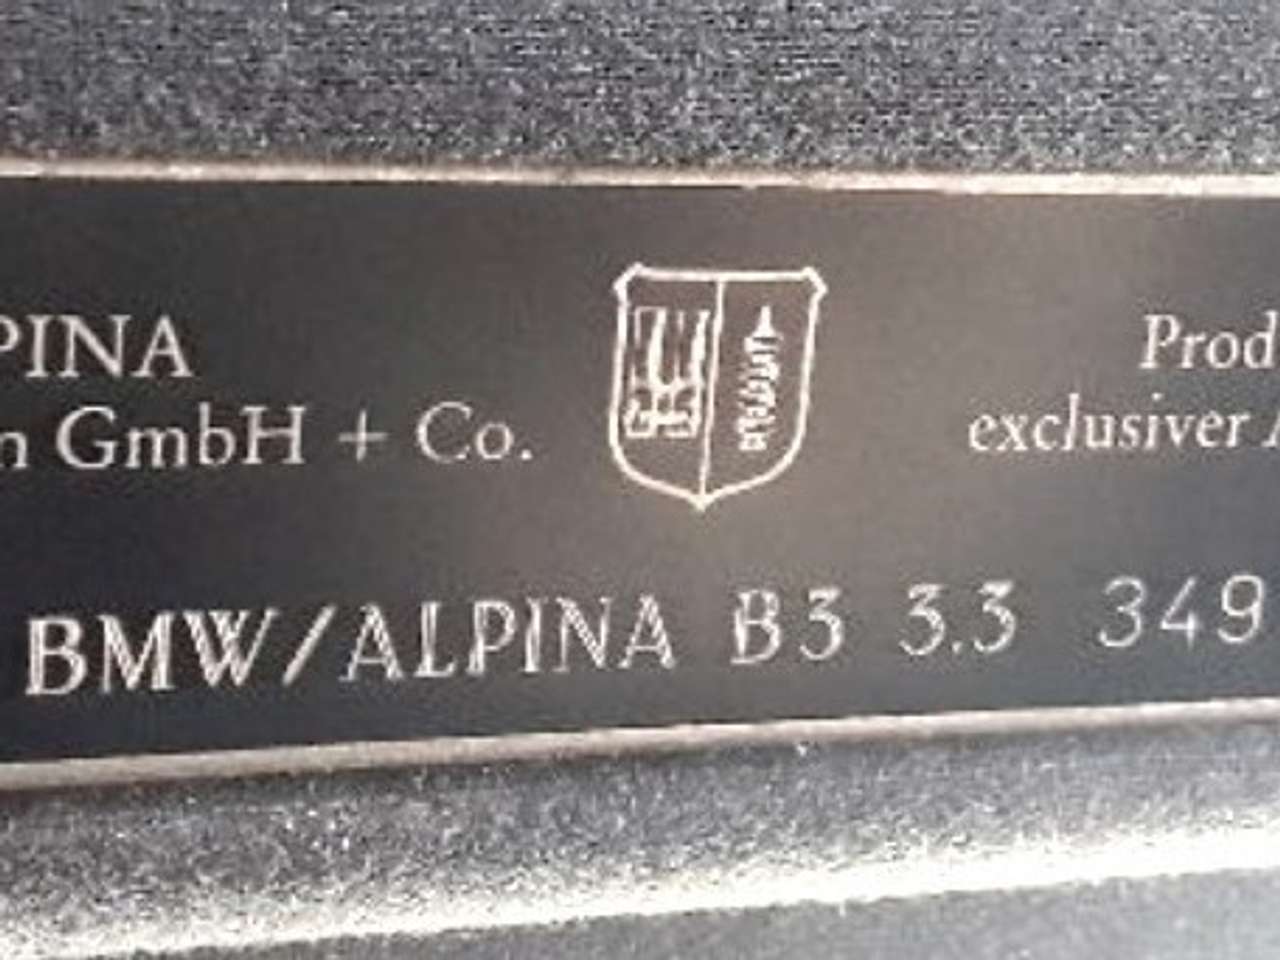 PINA
n GmbH + Co.
Prod
exclusiver A
BMW/ALPINA B3 3.3 349